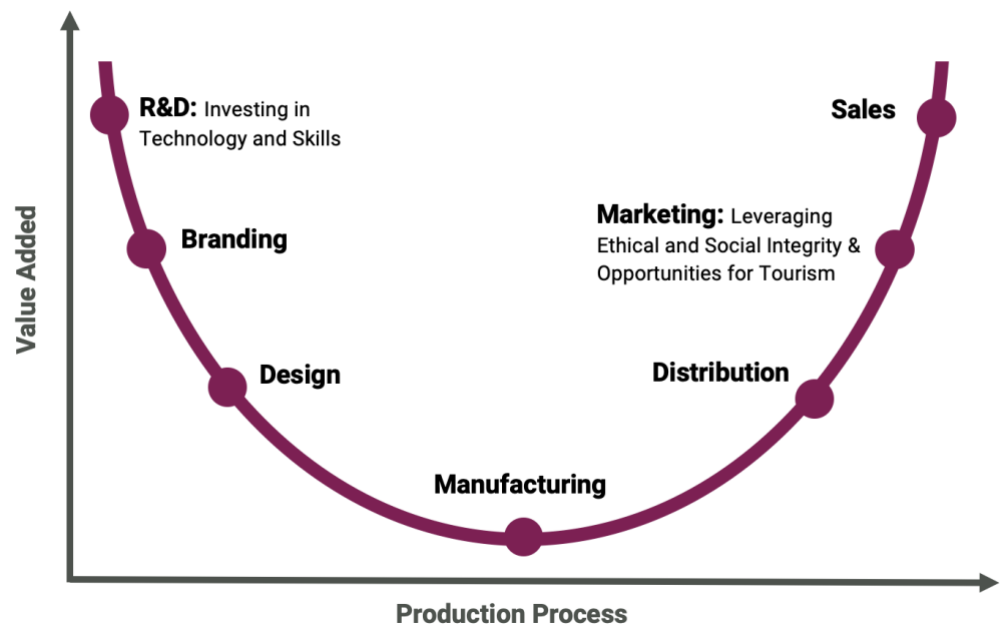 R&D: Investing in
Technology and Skills
Branding
Design
Manufacturing
Distribution
Marketing: Leveraging
Ethical and Social Integrity &
Opportunities for Tourism
Sales
Value Added
Production Process